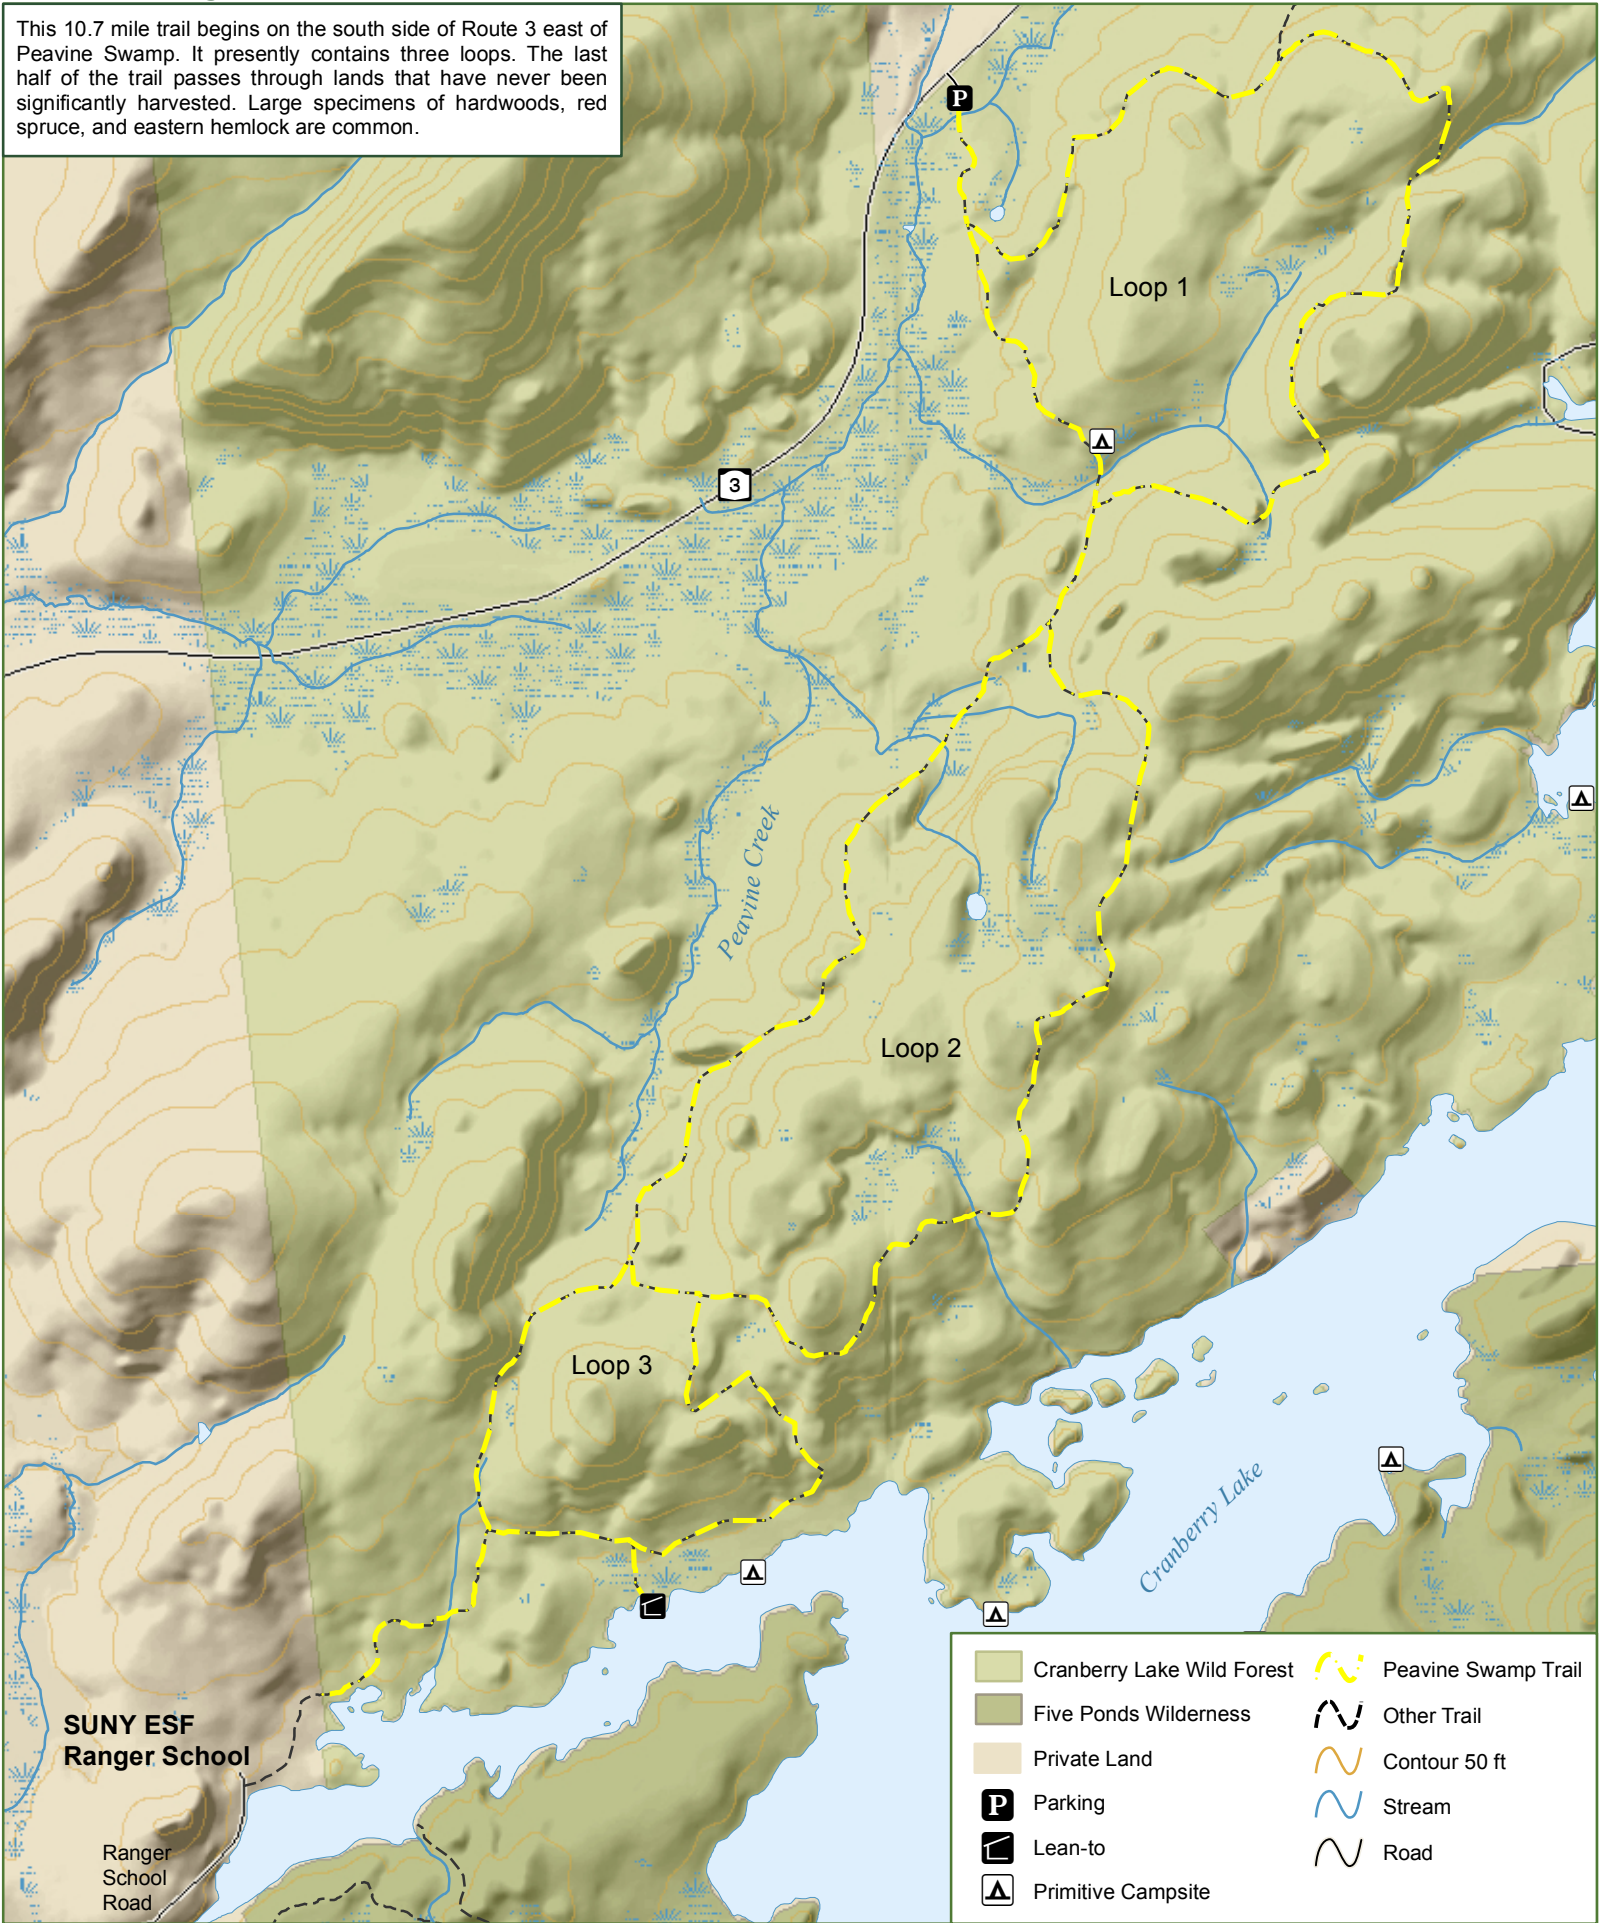 This 10.7 mile trail begins on the south side of Route 3 east of
Peavine Swamp. It presently contains three loops. The last
half of the trail passes through lands that have never been
significantly harvested. Large specimens of hardwoods, red
spruce, and eastern hemlock are common.
P
Loop 1
3
Peavine Creek
Loop 2
Loop 3
Cranberry Lake
SUNY ESF
Ranger School
Ranger
School
Road
Cranberry Lake Wild Forest
Five Ponds Wilderness
Private Land
P Parking
Lean-to
Primitive Campsite
Peavine Swamp Trail
Other Trail
Contour 50 ft
Stream
Road